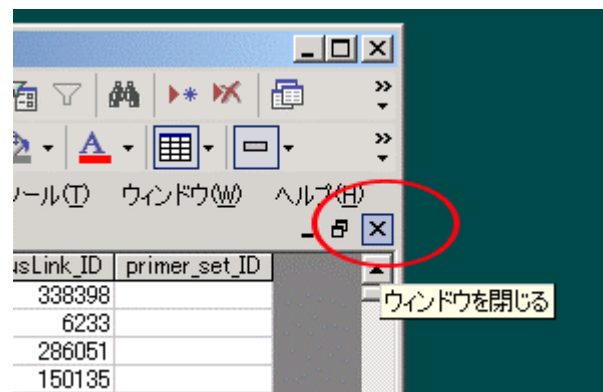 ツール(T) ウィンドウ(W) ヘルプ(H)
usLink_ID primer_set_ID
338398
ウィンドウを閉じる
6233
286051
150135